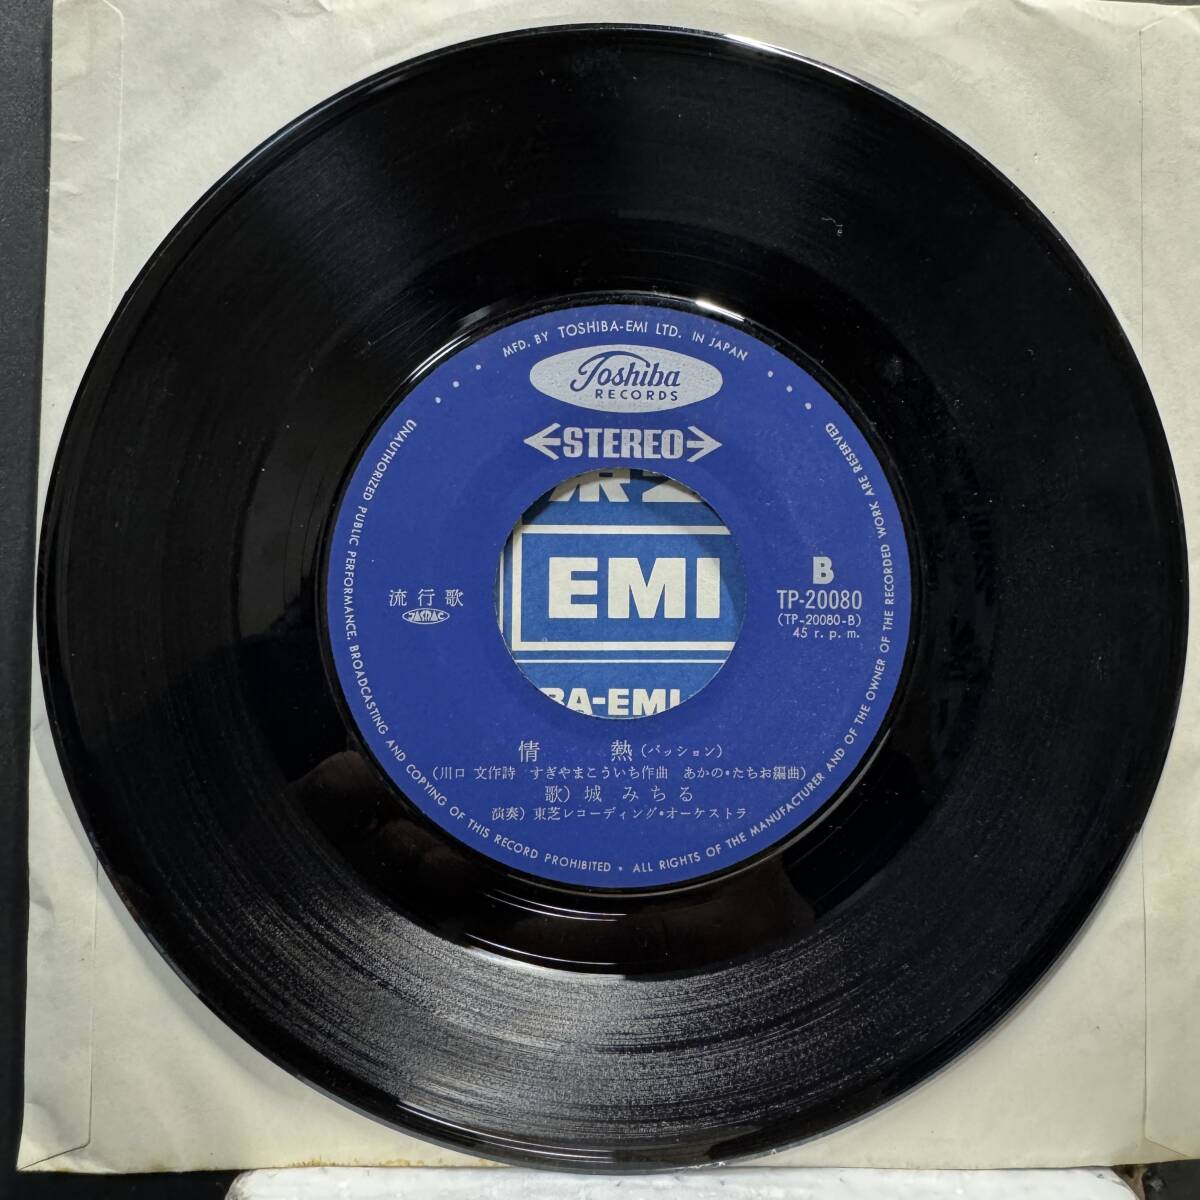 MFD. BY TOSHIBA-EMI LTD. IN JAPAN
Toshiba
RECORDS
STEREO
EMI
BA-EMI
流行歌
JASRAC
B
TP-20080
(TP-20080-B)
45 r.p.m.
情 熱(パッション)
(川口 文作詩 すぎやまこういち作曲 あかの・たちお編曲)
歌) 城 みちる
演奏) 東芝レコーディング・オーケストラ
UNAUTHORIZED PUBLIC PERFORMANCE, BROADCASTING AND COPYING OF THIS RECORD PROHIBITED • ALL RIGHTS OF THE MANUFACTURER AND OF THE OWNER OF THE RECORDED WORK ARE RESERVED